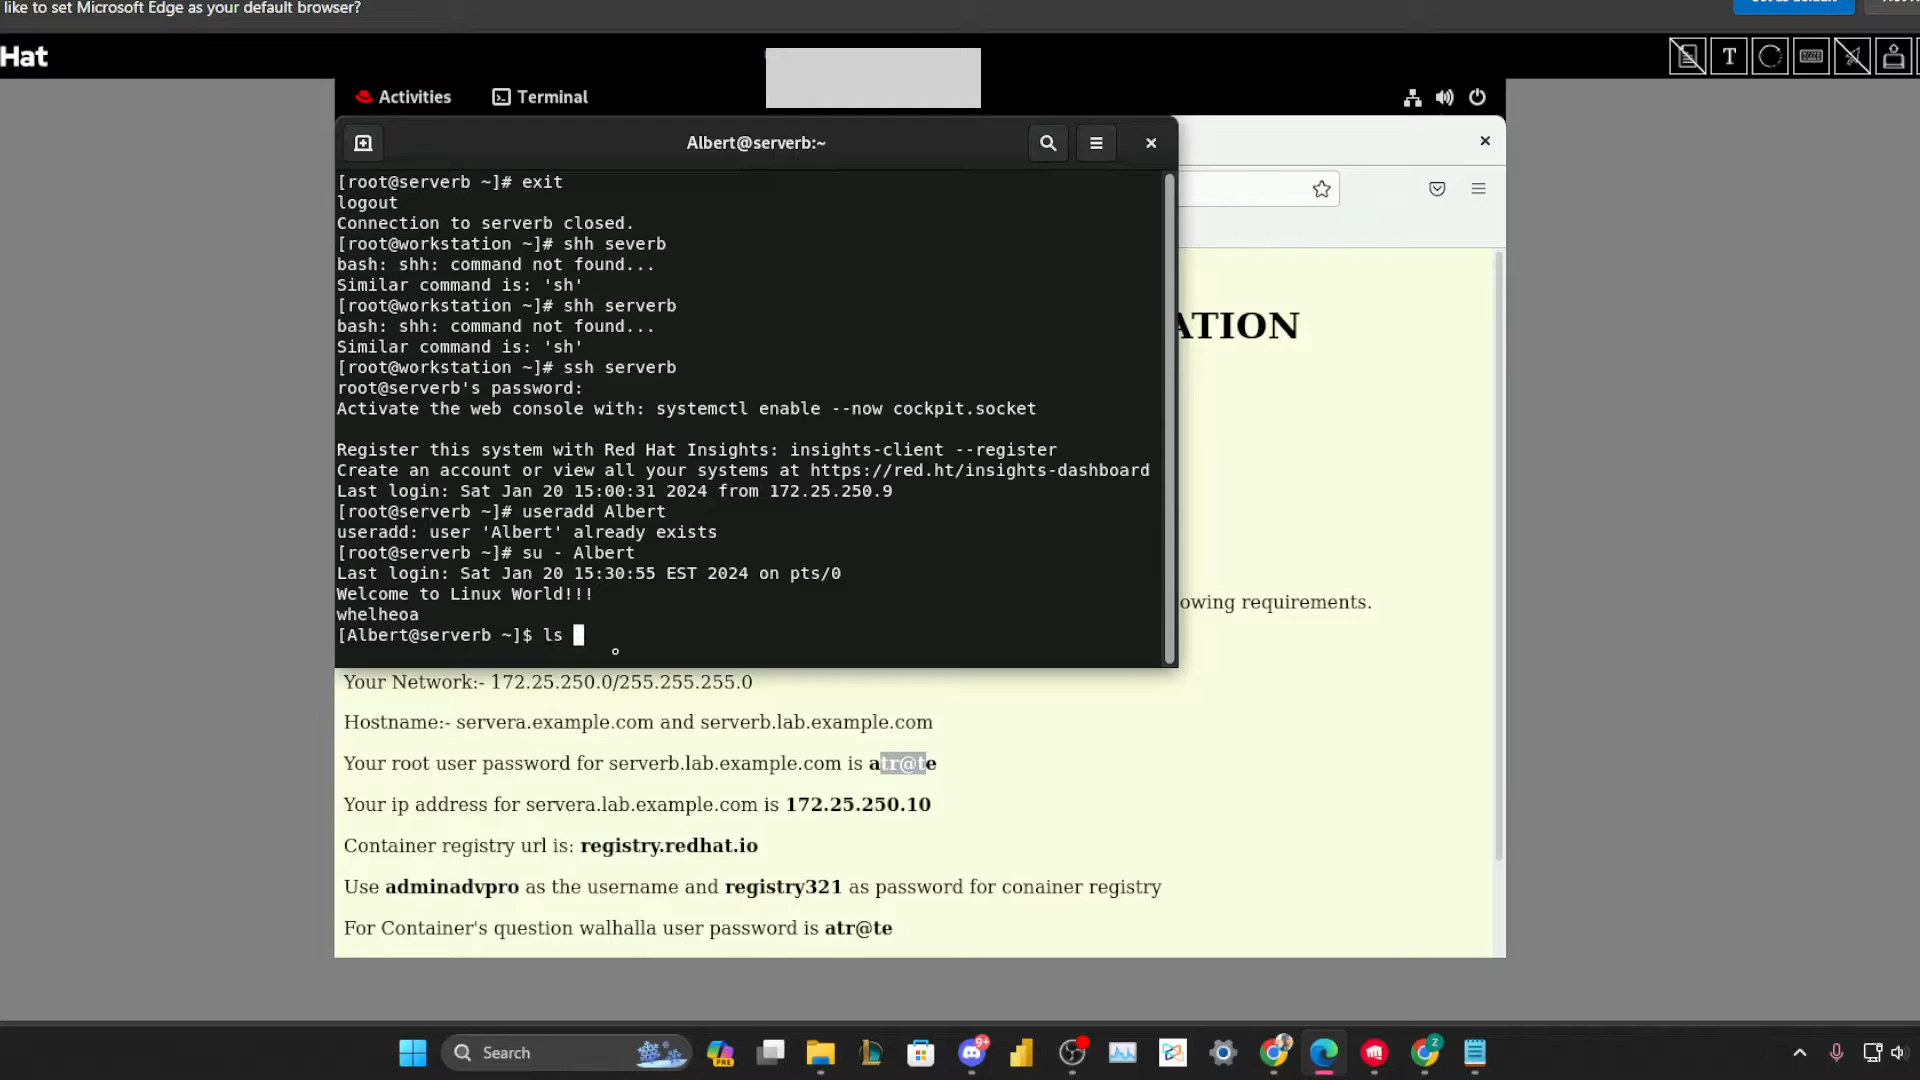 like to set Microsoft Edge as your default browser?
Hat
T
Activities
Terminal
Albert@serverb:~
[root@serverb ~]# exit
logout
Connection to serverb closed.
[root@workstation ~]# shh severb
bash: shh: command not found...
Similar command is: 'sh'
[root@workstation ~]# shh serverb
bash: shh: command not found...
Similar command is: 'sh'
[root@workstation ~]# ssh serverb
root@serverb's password:
Activate the web console with: systemctl enable --now cockpit.socket
Register this system with Red Hat Insights: insights-client --register
Create an account or view all your systems at https://red.ht/insights-dashboard
Last login: Sat Jan 20 15:00:31 2024 from 172.25.250.9
[root@serverb ~]# useradd Albert
useradd: user 'Albert' already exists
[root@serverb ~]# su - Albert
Last login: Sat Jan 20 15:30:55 EST 2024 on pts/0
Welcome to Linux World!!!
whelheoa
[Albert@serverb ~]$ ls
ATION
owing requirements.
Your Network:- 172.25.250.0/255.255.255.0
Hostname:- servera.example.com and serverb.lab.example.com
Your root user password for serverb.lab.example.com is atr@te
Your ip address for servera.lab.example.com is 172.25.250.10
Container registry url is: registry.redhat.io
Use adminadvpro as the username and registry321 as password for conainer registry
For Container's question walhalla user password is atr@te
Search
PRE
9+
Z